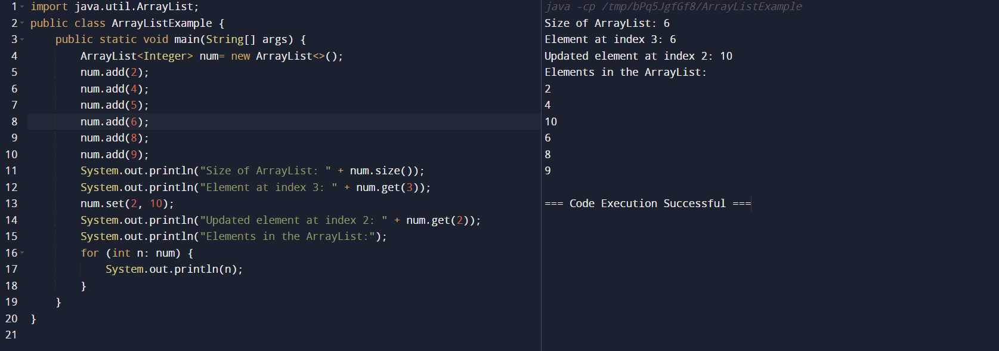 1 import java.util.ArrayList;
2 public class ArrayListExample {
3     public static void main(String[] args) {
4         ArrayList<Integer> num= new ArrayList<>();
5         num.add(2);
6         num.add(4);
7         num.add(5);
8         num.add(6);
9         num.add(8);
10         num.add(9);
11         System.out.println("Size of ArrayList: " + num.size());
12         System.out.println("Element at index 3: " + num.get(3));
13         num.set(2, 10);
14         System.out.println("Updated element at index 2: " + num.get(2));
15         System.out.println("Elements in the ArrayList:");
16         for (int n: num) {
17             System.out.println(n);
18         }
19     }
20 }
21
java -cp /tmp/bPq5JgfGf8/ArrayListExample
Size of ArrayList: 6
Element at index 3: 6
Updated element at index 2: 10
Elements in the ArrayList:
2
4
10
6
8
9
=== Code Execution Successful ===